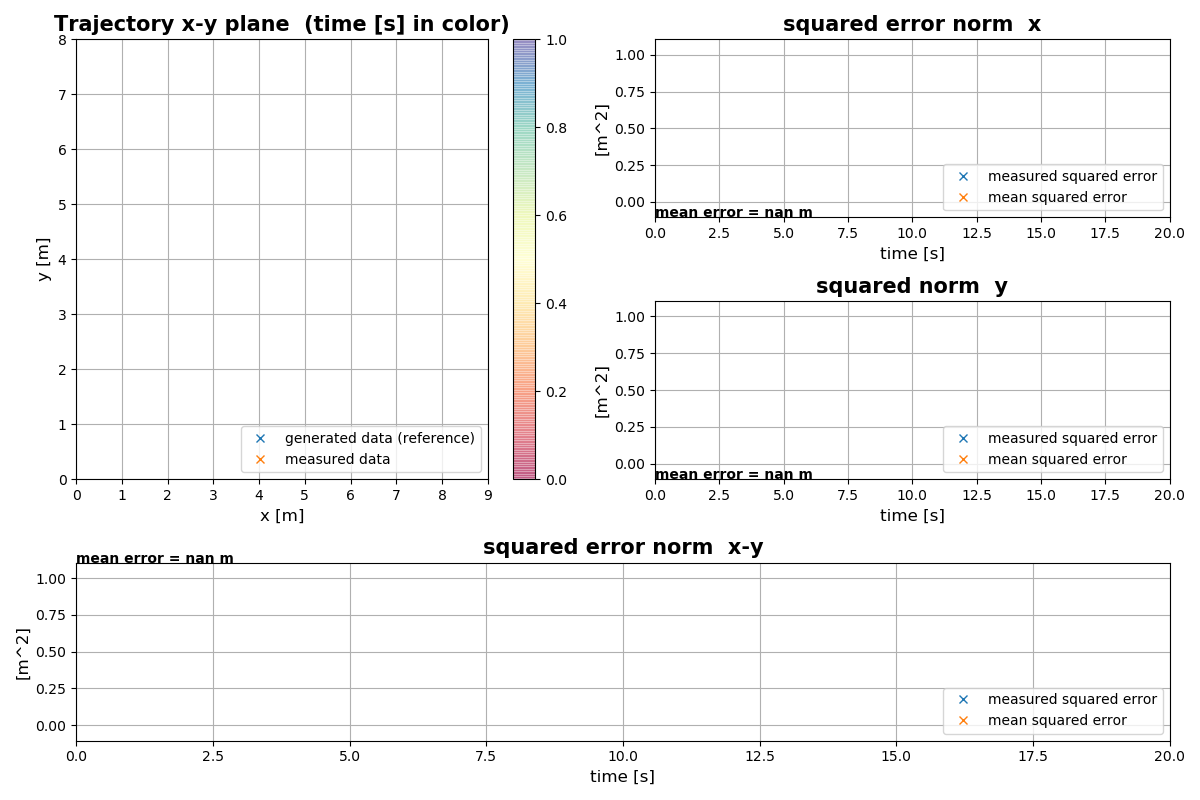 Trajectory x-y plane  (time [s] in color)
8
7
6
5
4
3
2
1
0
y [m]
generated data (reference)
measured data
0 1 2 3 4 5 6 7 8 9
x [m]
1.0
0.8
0.6
0.4
0.2
0.0
squared error norm  x
1.00
0.75
0.50
0.25
0.00
[m^2]
measured squared error
mean squared error
mean error = nan m
0.0 2.5 5.0 7.5 10.0 12.5 15.0 17.5 20.0
time [s]
squared norm  y
1.00
0.75
0.50
0.25
0.00
[m^2]
measured squared error
mean squared error
mean error = nan m
0.0 2.5 5.0 7.5 10.0 12.5 15.0 17.5 20.0
time [s]
squared error norm  x-y
mean error = nan m
1.00
0.75
0.50
0.25
0.00
[m^2]
measured squared error
mean squared error
0.0 2.5 5.0 7.5 10.0 12.5 15.0 17.5 20.0
time [s]